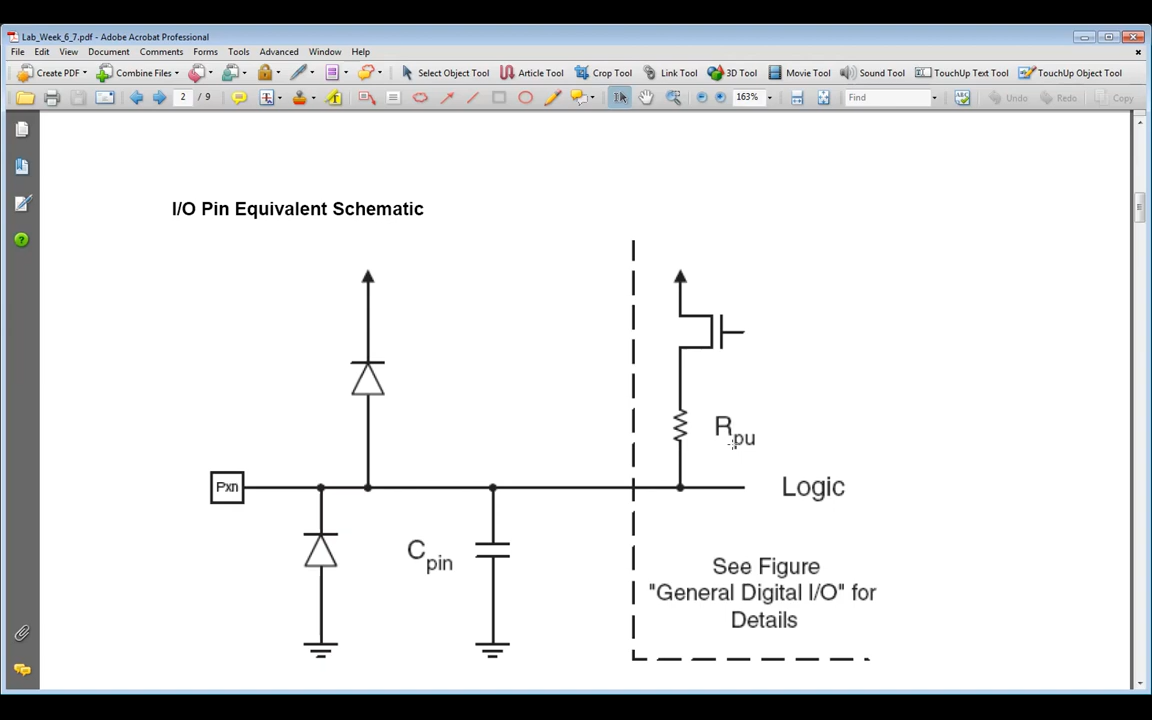 Lab_Week_6_7.pdf - Adobe Acrobat Professional
File Edit View Document Comments Forms Tools Advanced Window Help
Create PDF Combine Files Select Object Tool Article Tool Crop Tool Link Tool 3D Tool Movie Tool Sound Tool TouchUp Text Tool TouchUp Object Tool
2 / 9 163% Find Undo Redo Copy
I/O Pin Equivalent Schematic
Rpu
Pxn
Logic
Cpin
See Figure
"General Digital I/O" for
Details